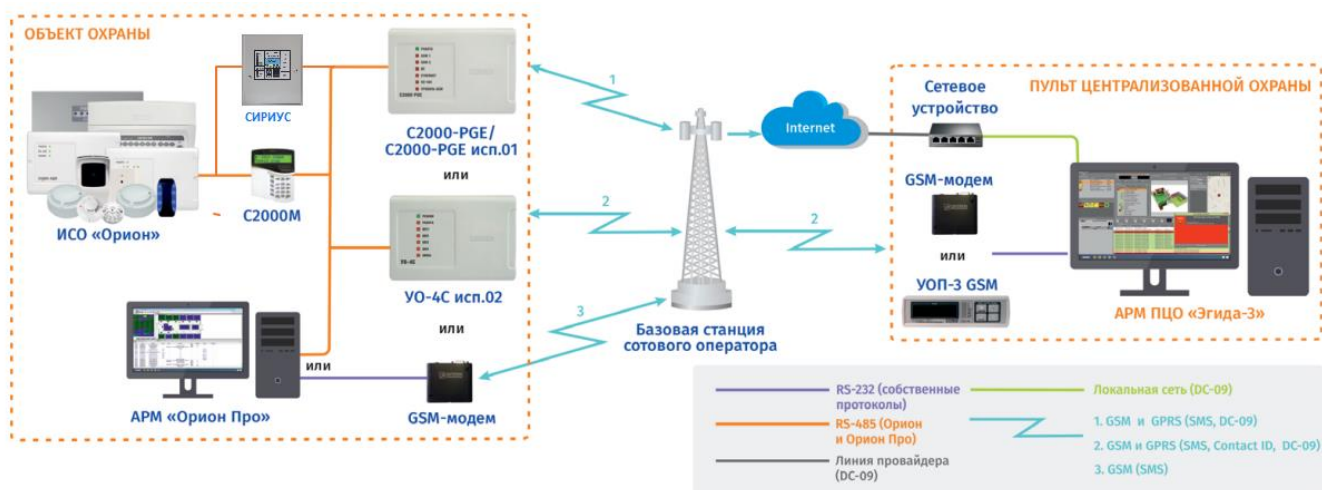 ОБЪЕКТ ОХРАНЫ
СИРИУС
С2000-PGE/
С2000-PGE исп.01
или
С2000М
ИСО «Орион»
УО-4С исп.02
или
или
АРМ «Орион Про»
GSM-модем
1
2
3
2
Базовая станция
сотового оператора
Internet
Сетевое
устройство
ПУЛЬТ ЦЕНТРАЛИЗОВАННОЙ ОХРАНЫ
GSM-модем
или
УОП-3 GSM
АРМ ПЦО «Эгида-3»
RS-232 (собственные
протоколы)
RS-485 (Орион
и Орион Про)
Линия провайдера
(DC-09)
Локальная сеть (DC-09)
1. GSM и GPRS (SMS, DC-09)
2. GSM и GPRS (SMS, Contact ID, DC-09)
3. GSM (SMS)